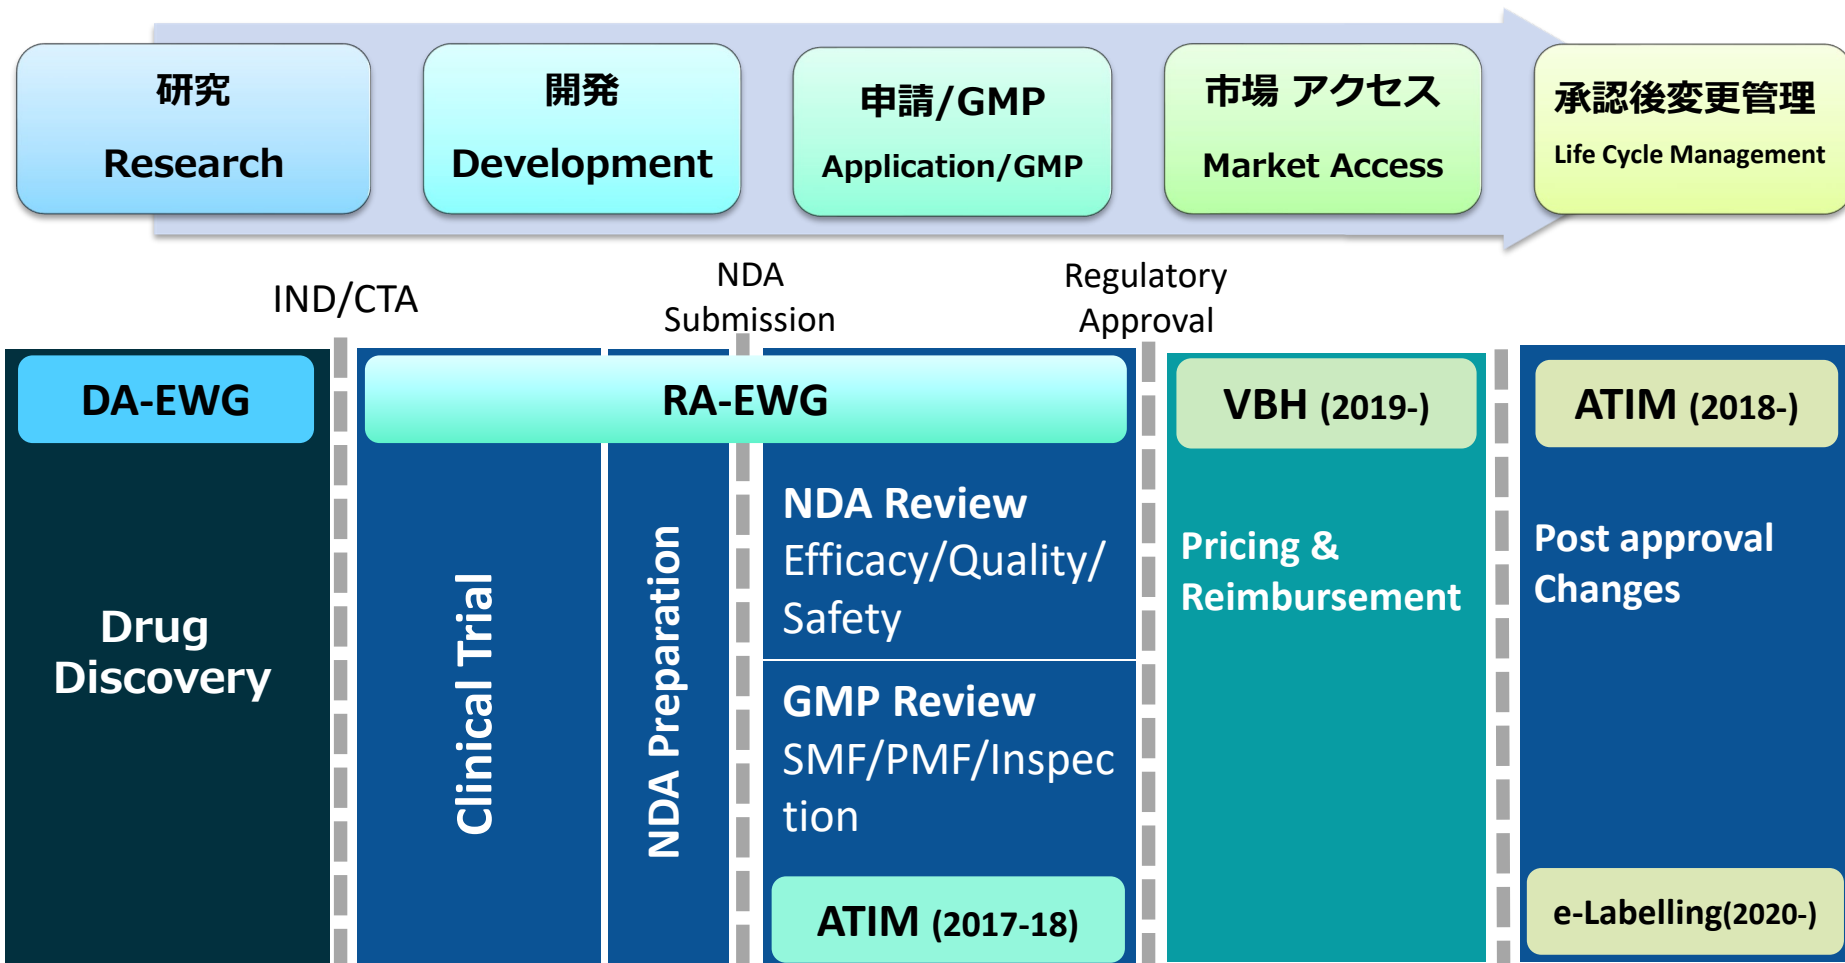 研究
Research
開発
Development
申請/GMP
Application/GMP
市場 アクセス
Market Access
承認後変更管理
Life Cycle Management
IND/CTA
NDA
Submission
Regulatory
Approval
DA-EWG
Drug
Discovery
RA-EWG
Clinical Trial
NDA Preparation
NDA Review
Efficacy/Quality/
Safety
GMP Review
SMF/PMF/Inspec
tion
ATIM (2017-18)
VBH (2019-)
Pricing &
Reimbursement
ATIM (2018-)
Post approval
Changes
e-Labelling(2020-)